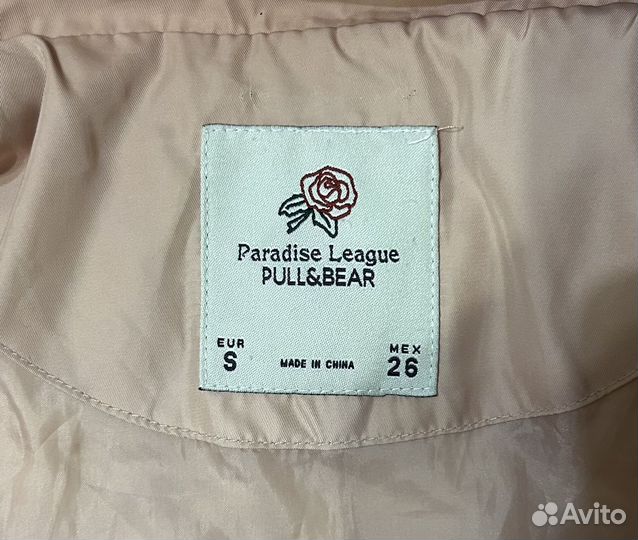 Paradise League
PULL&BEAR
EUR
S
MADE IN CHINA
MEX
26
Avito